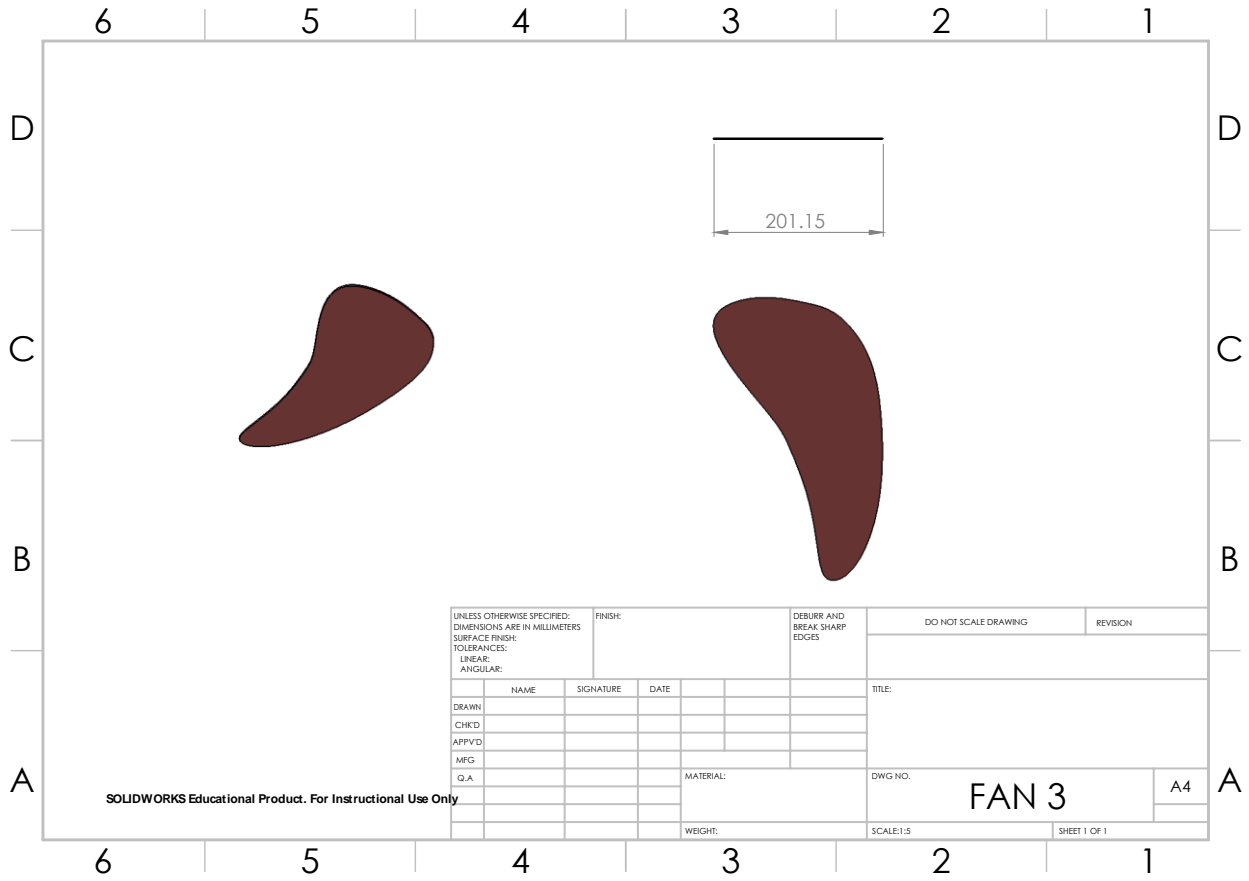 6 5 4 3 2 1
D D
201.15
C C
B B
UNLESS OTHERWISE SPECIFIED:
DIMENSIONS ARE IN MILLIMETERS
SURFACE FINISH:
TOLERANCES:
LINEAR:
ANGULAR:
FINISH:
DEBURR AND
BREAK SHARP
EDGES
DO NOT SCALE DRAWING
REVISION
NAME SIGNATURE DATE
TITLE:
DRAWN
CHK'D
APPV'D
MFG
Q.A
MATERIAL:
DWG NO.
FAN 3
A4
A A
SOLIDWORKS Educational Product. For Instructional Use Only
WEIGHT:
SCALE:1:5
SHEET 1 OF 1
6 5 4 3 2 1